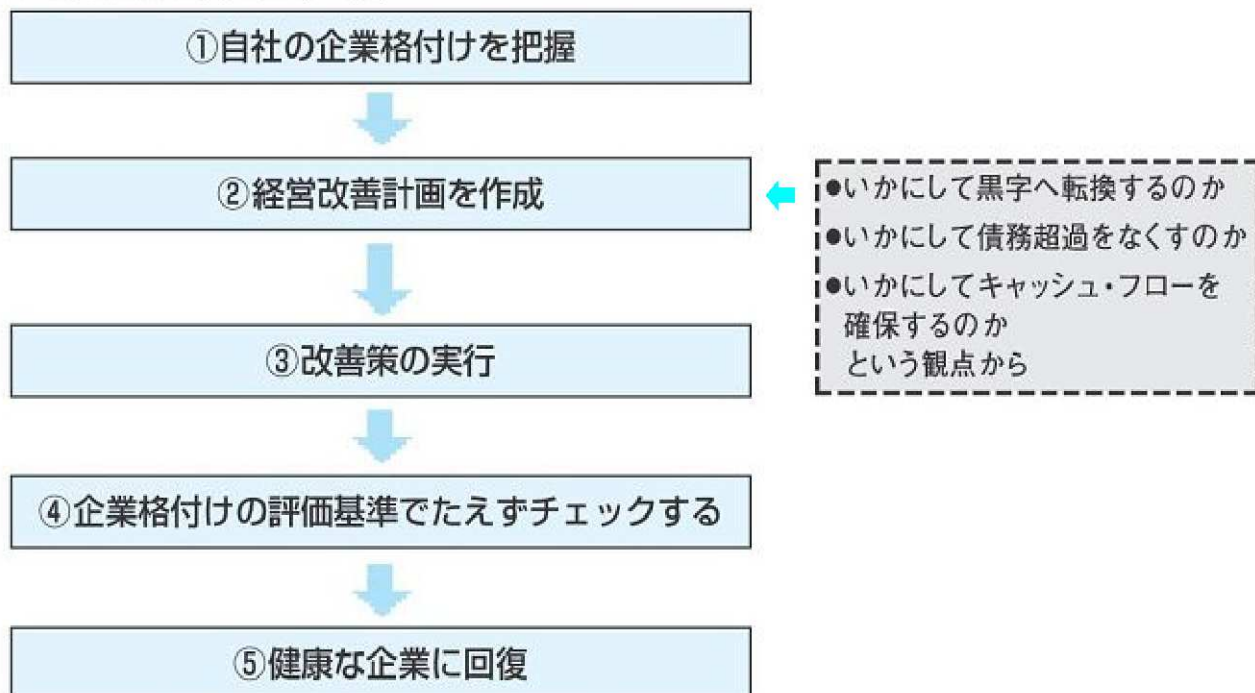 ①自社の企業格付けを把握
②経営改善計画を作成
●いかにして黒字へ転換するのか
●いかにして債務超過をなくすのか
●いかにしてキャッシュ・フローを
確保するのか
という観点から
③改善策の実行
④企業格付けの評価基準でたえずチェックする
⑤健康な企業に回復